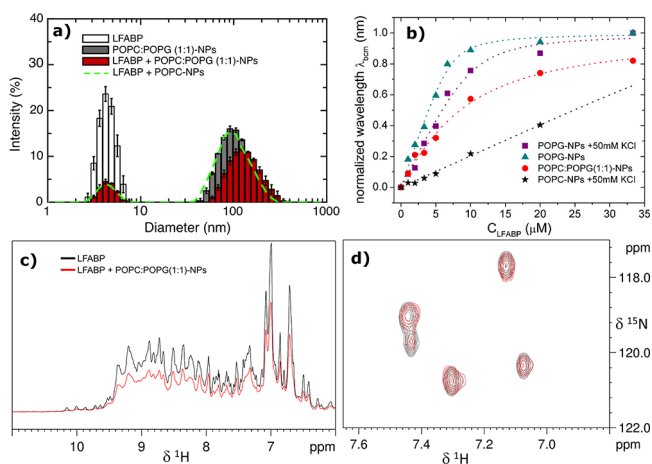 a)
LFABP
POPC:POPG (1:1)-NPs
LFABP + POPC:POPG (1:1)-NPs
LFABP + POPC-NPs
Intensity (%)
40
30
20
10
0
1
10
100
1000
Diameter (nm)
b)
normalized wavelength λbcm (nm)
1.0
0.8
0.6
0.4
0.2
0.0
POPG-NPs +50mM KCl
POPG-NPs
POPC:POPG(1:1)-NPs
POPC-NPs +50mM KCl
0 5 10 15 20 25 30
CLFABP (μM)
c)
LFABP
LFABP + POPC:POPG(1:1)-NPs
10 9 8 7 ppm
δ ¹H
d)
ppm
118.0
δ ¹⁵N
120.0
122.0
7.6 7.4 7.2 7.0 ppm
δ ¹H